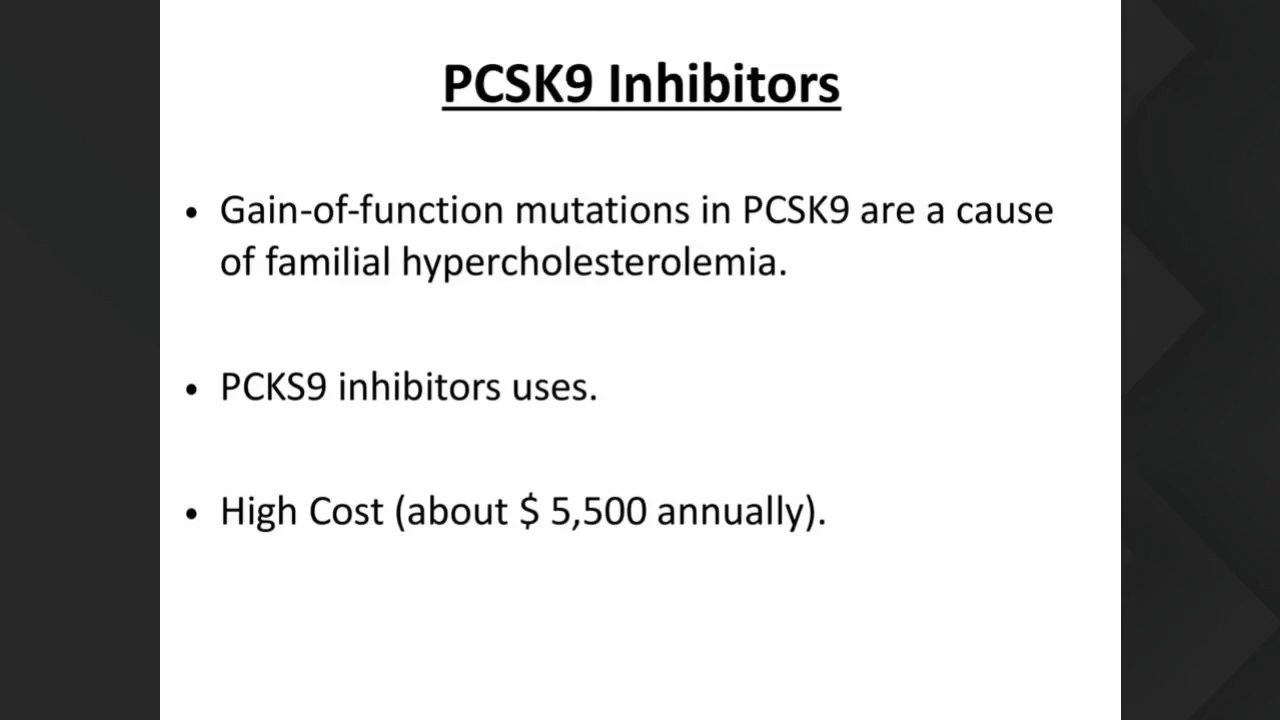 PCSK9 Inhibitors
• Gain-of-function mutations in PCSK9 are a cause
of familial hypercholesterolemia.
• PCKS9 inhibitors uses.
• High Cost (about $ 5,500 annually).